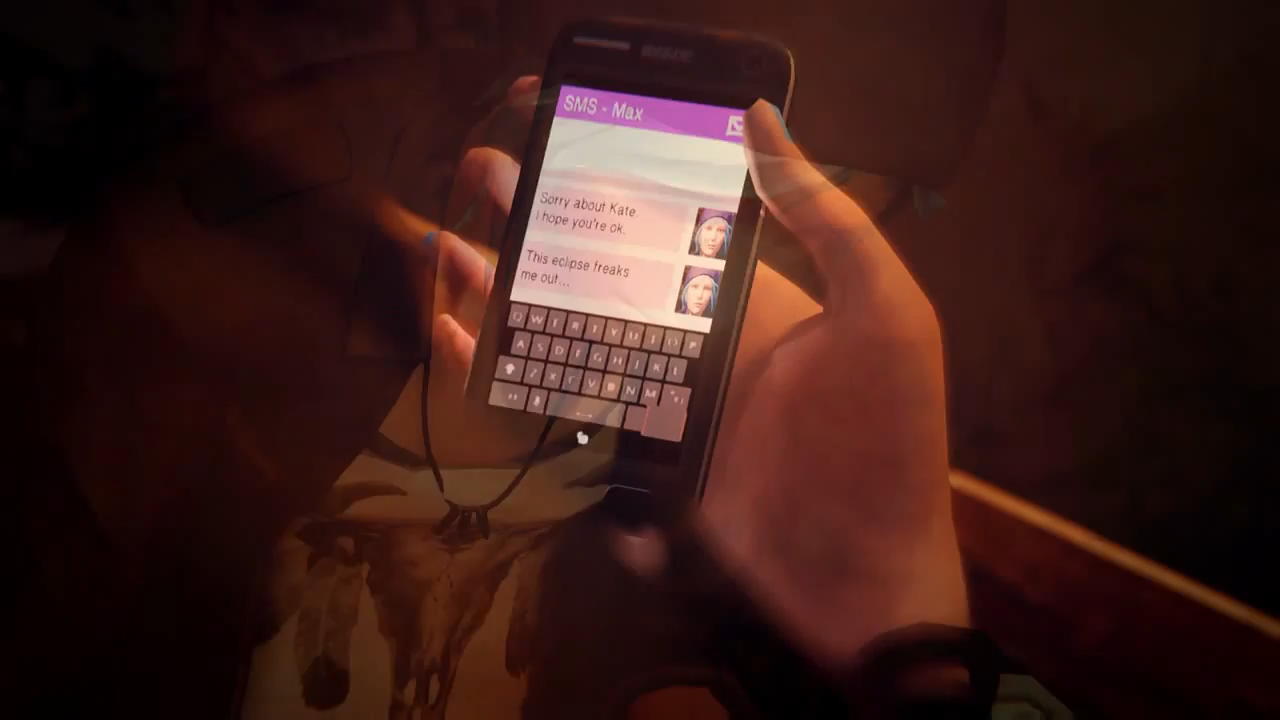 SMS - Max
Sorry about Kate.
I hope you're ok.
This eclipse freaks
me out...
Q W E R T Y U I O P
A S D F G H J K L
Z X C V B N M